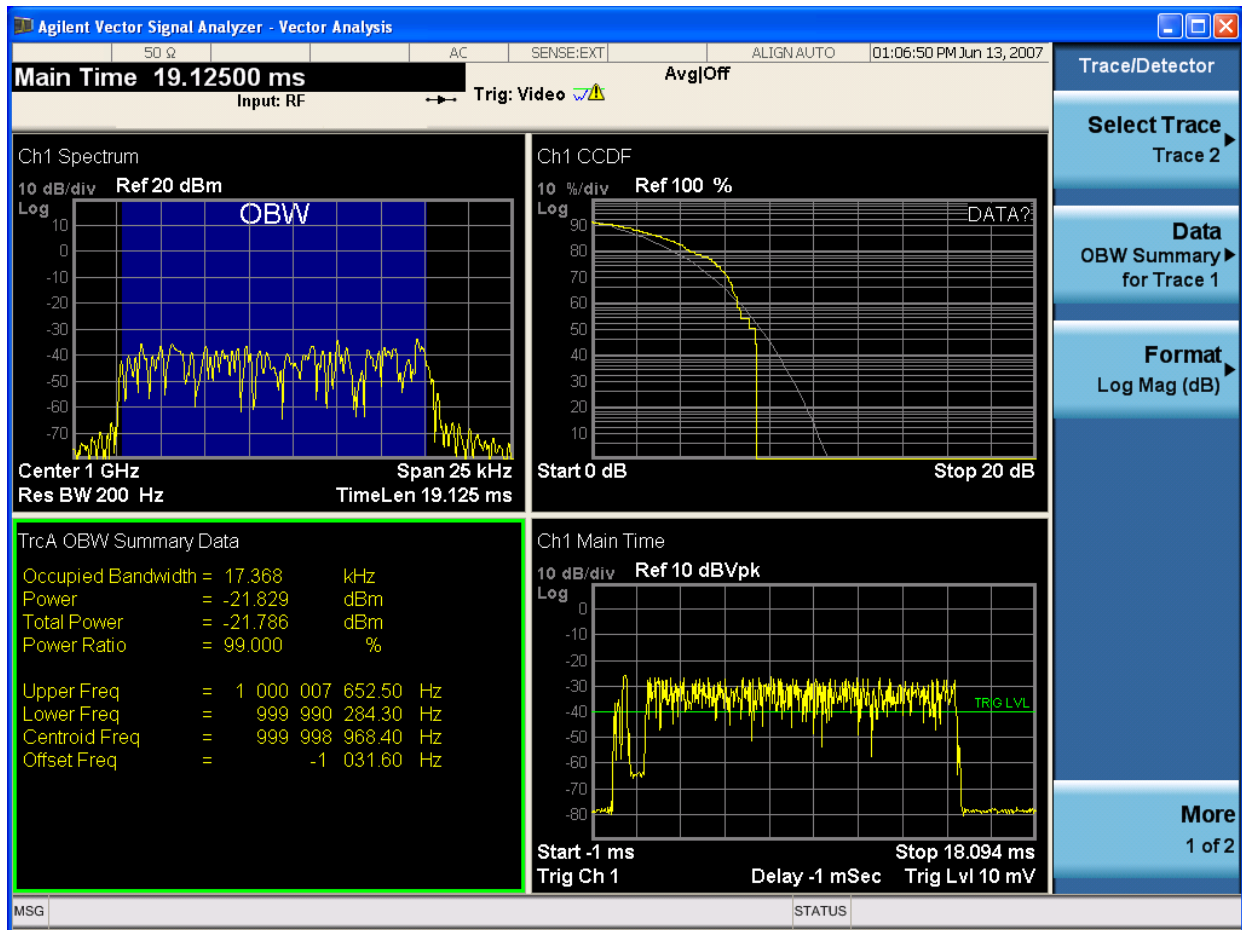 Agilent Vector Signal Analyzer - Vector Analysis
50 Ω AC SENSE:EXT ALIGN AUTO 01:06:50 PM Jun 13, 2007
Main Time 19.12500 ms
Input: RF
Trig: Video
Avg|Off
Ch1 Spectrum
10 dB/div Ref 20 dBm
Log
OBW
10
0
-10
-20
-30
-40
-50
-60
-70
Center 1 GHz Span 25 kHz
Res BW 200 Hz TimeLen 19.125 ms
Ch1 CCDF
10 %/div Ref 100 %
Log
DATA?
90
80
70
60
50
40
30
20
10
Start 0 dB Stop 20 dB
TrcA OBW Summary Data
Occupied Bandwidth = 17.368 kHz
Power = -21.829 dBm
Total Power = -21.786 dBm
Power Ratio = 99.000 %
Upper Freq = 1 000 007 652.50 Hz
Lower Freq = 999 990 284.30 Hz
Centroid Freq = 999 998 968.40 Hz
Offset Freq = -1 031.60 Hz
Ch1 Main Time
10 dB/div Ref 10 dBVpk
Log
0
-10
-20
-30
TRIG LVL
-40
-50
-60
-70
-80
Start -1 ms Stop 18.094 ms
Trig Ch 1 Delay -1 mSec Trig Lvl 10 mV
Trace/Detector
Select Trace
Trace 2
Data
OBW Summary
for Trace 1
Format
Log Mag (dB)
More
1 of 2
MSG STATUS